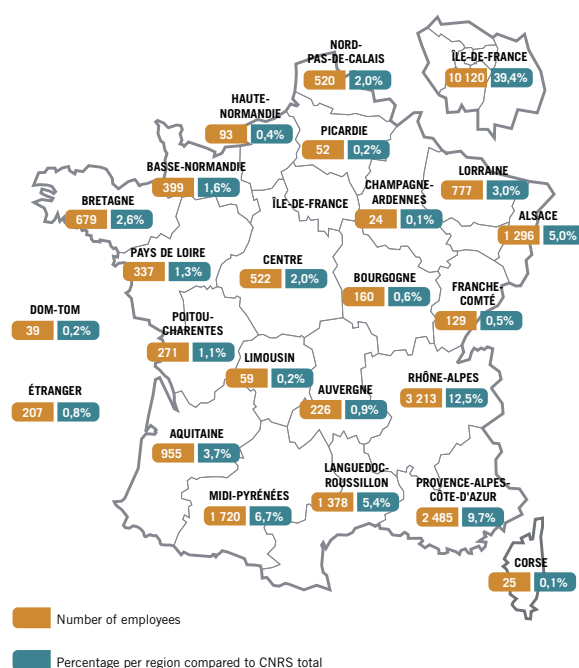 NORD-
PAS-DE-CALAIS
520 2,0%
ÎLE-DE-FRANCE
10 120 39,4%
HAUTE-
NORMANDIE
93 0,4%
PICARDIE
52 0,2%
BASSE-NORMANDIE
399 1,6%
BRETAGNE
679 2,6%
ÎLE-DE-FRANCE
CHAMPAGNE-
ARDENNES
24 0,1%
LORRAINE
777 3,0%
ALSACE
1 296 5,0%
PAYS DE LOIRE
337 1,3%
CENTRE
522 2,0%
BOURGOGNE
160 0,6%
FRANCHE-
COMTÉ
129 0,5%
DOM-TOM
39 0,2%
POITOU-
CHARENTES
271 1,1%
LIMOUSIN
59 0,2%
AUVERGNE
226 0,9%
RHÔNE-ALPES
3 213 12,5%
ÉTRANGER
207 0,8%
AQUITAINE
955 3,7%
MIDI-PYRÉNÉES
1 720 6,7%
LANGUEDOC-
ROUSSILLON
1 378 5,4%
PROVENCE-ALPES-
CÔTE-D'AZUR
2 485 9,7%
CORSE
25 0,1%
Number of employees
Percentage per region compared to CNRS total